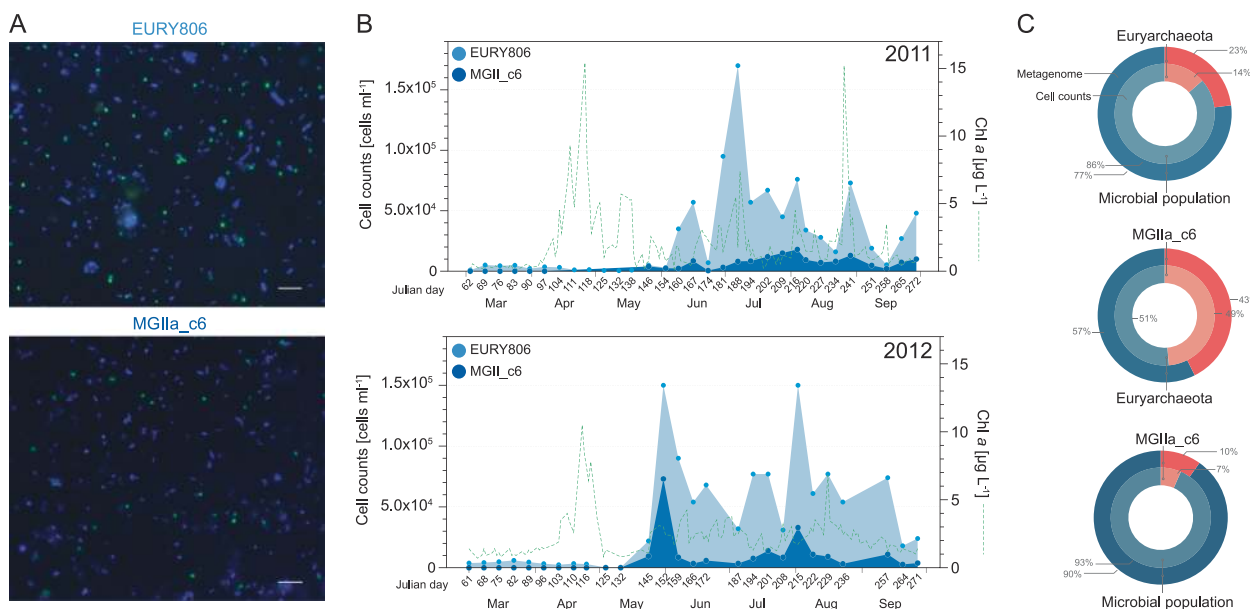 A
EURY806
MGIIa_c6
B
EURY806
MGII_c6
2011
Cell counts [cells ml⁻¹]
1.5x10⁵
1.0x10⁵
5.0x10⁴
0
15
10
5
0
Chl a [µg L⁻¹]
Julian day
62 69 76 83 90 97 104 111 118 125 132 138 146 154 160 167 174 181 188 194 202 209 216 220 227 234 241 251 258 265 272
Mar Apr May Jun Jul Aug Sep
EURY806
MGII_c6
2012
Cell counts [cells ml⁻¹]
1.5x10⁵
1.0x10⁵
5.0x10⁴
0
15
10
5
0
Chl a [µg L⁻¹]
Julian day
61 68 75 82 89 96 103 110 116 125 132 145 152 159 166 172 187 194 201 208 215 222 229 236 257 264 271
Mar Apr May Jun Jul Aug Sep
C
Euryarchaeota
23%
14%
Metagenome
Cell counts
86%
77%
Microbial population
MGIIa_c6
43
49%
51%
57%
Euryarchaeota
MGIIa_c6
10%
7%
93%
90%
Microbial population